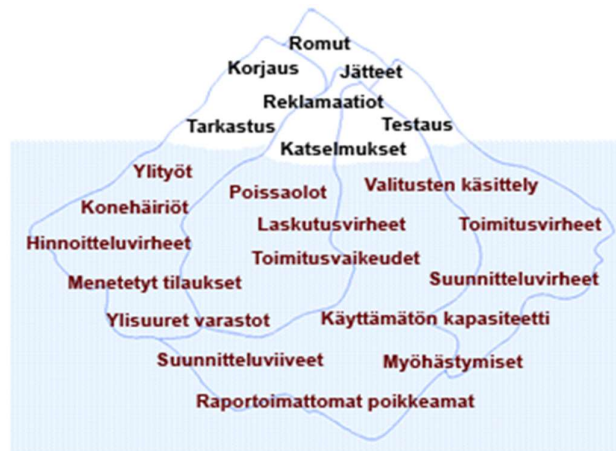 Romut
Korjaus
Jätteet
Reklamaatiot
Tarkastus
Testaus
Katselmukset
Ylityöt
Poissaolot
Valitusten käsittely
Konehäiriöt
Laskutusvirheet
Toimitusvirheet
Hinnoitteluvirheet
Toimitusvaikeudet
Menetetyt tilaukset
Suunnitteluvirheet
Ylisuuret varastot
Käyttämätön kapasiteetti
Suunnitteluviiveet
Myöhästymiset
Raportoimattomat poikkeamat